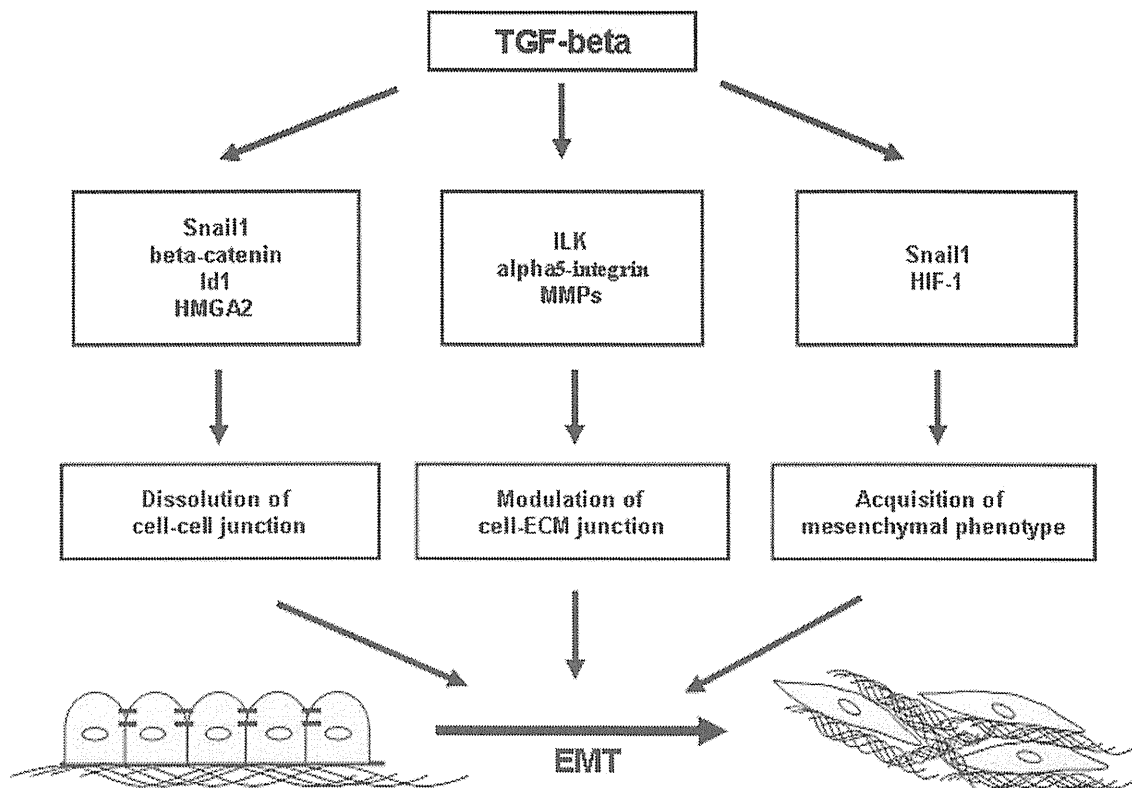 TGF-beta
Snail1
beta-catenin
Id1
HMGA2
ILK
alpha5-integrin
MMPs
Snail1
HIF-1
Dissolution of
cell-cell junction
Modulation of
cell-ECM junction
Acquisition of
mesenchymal phenotype
EMT